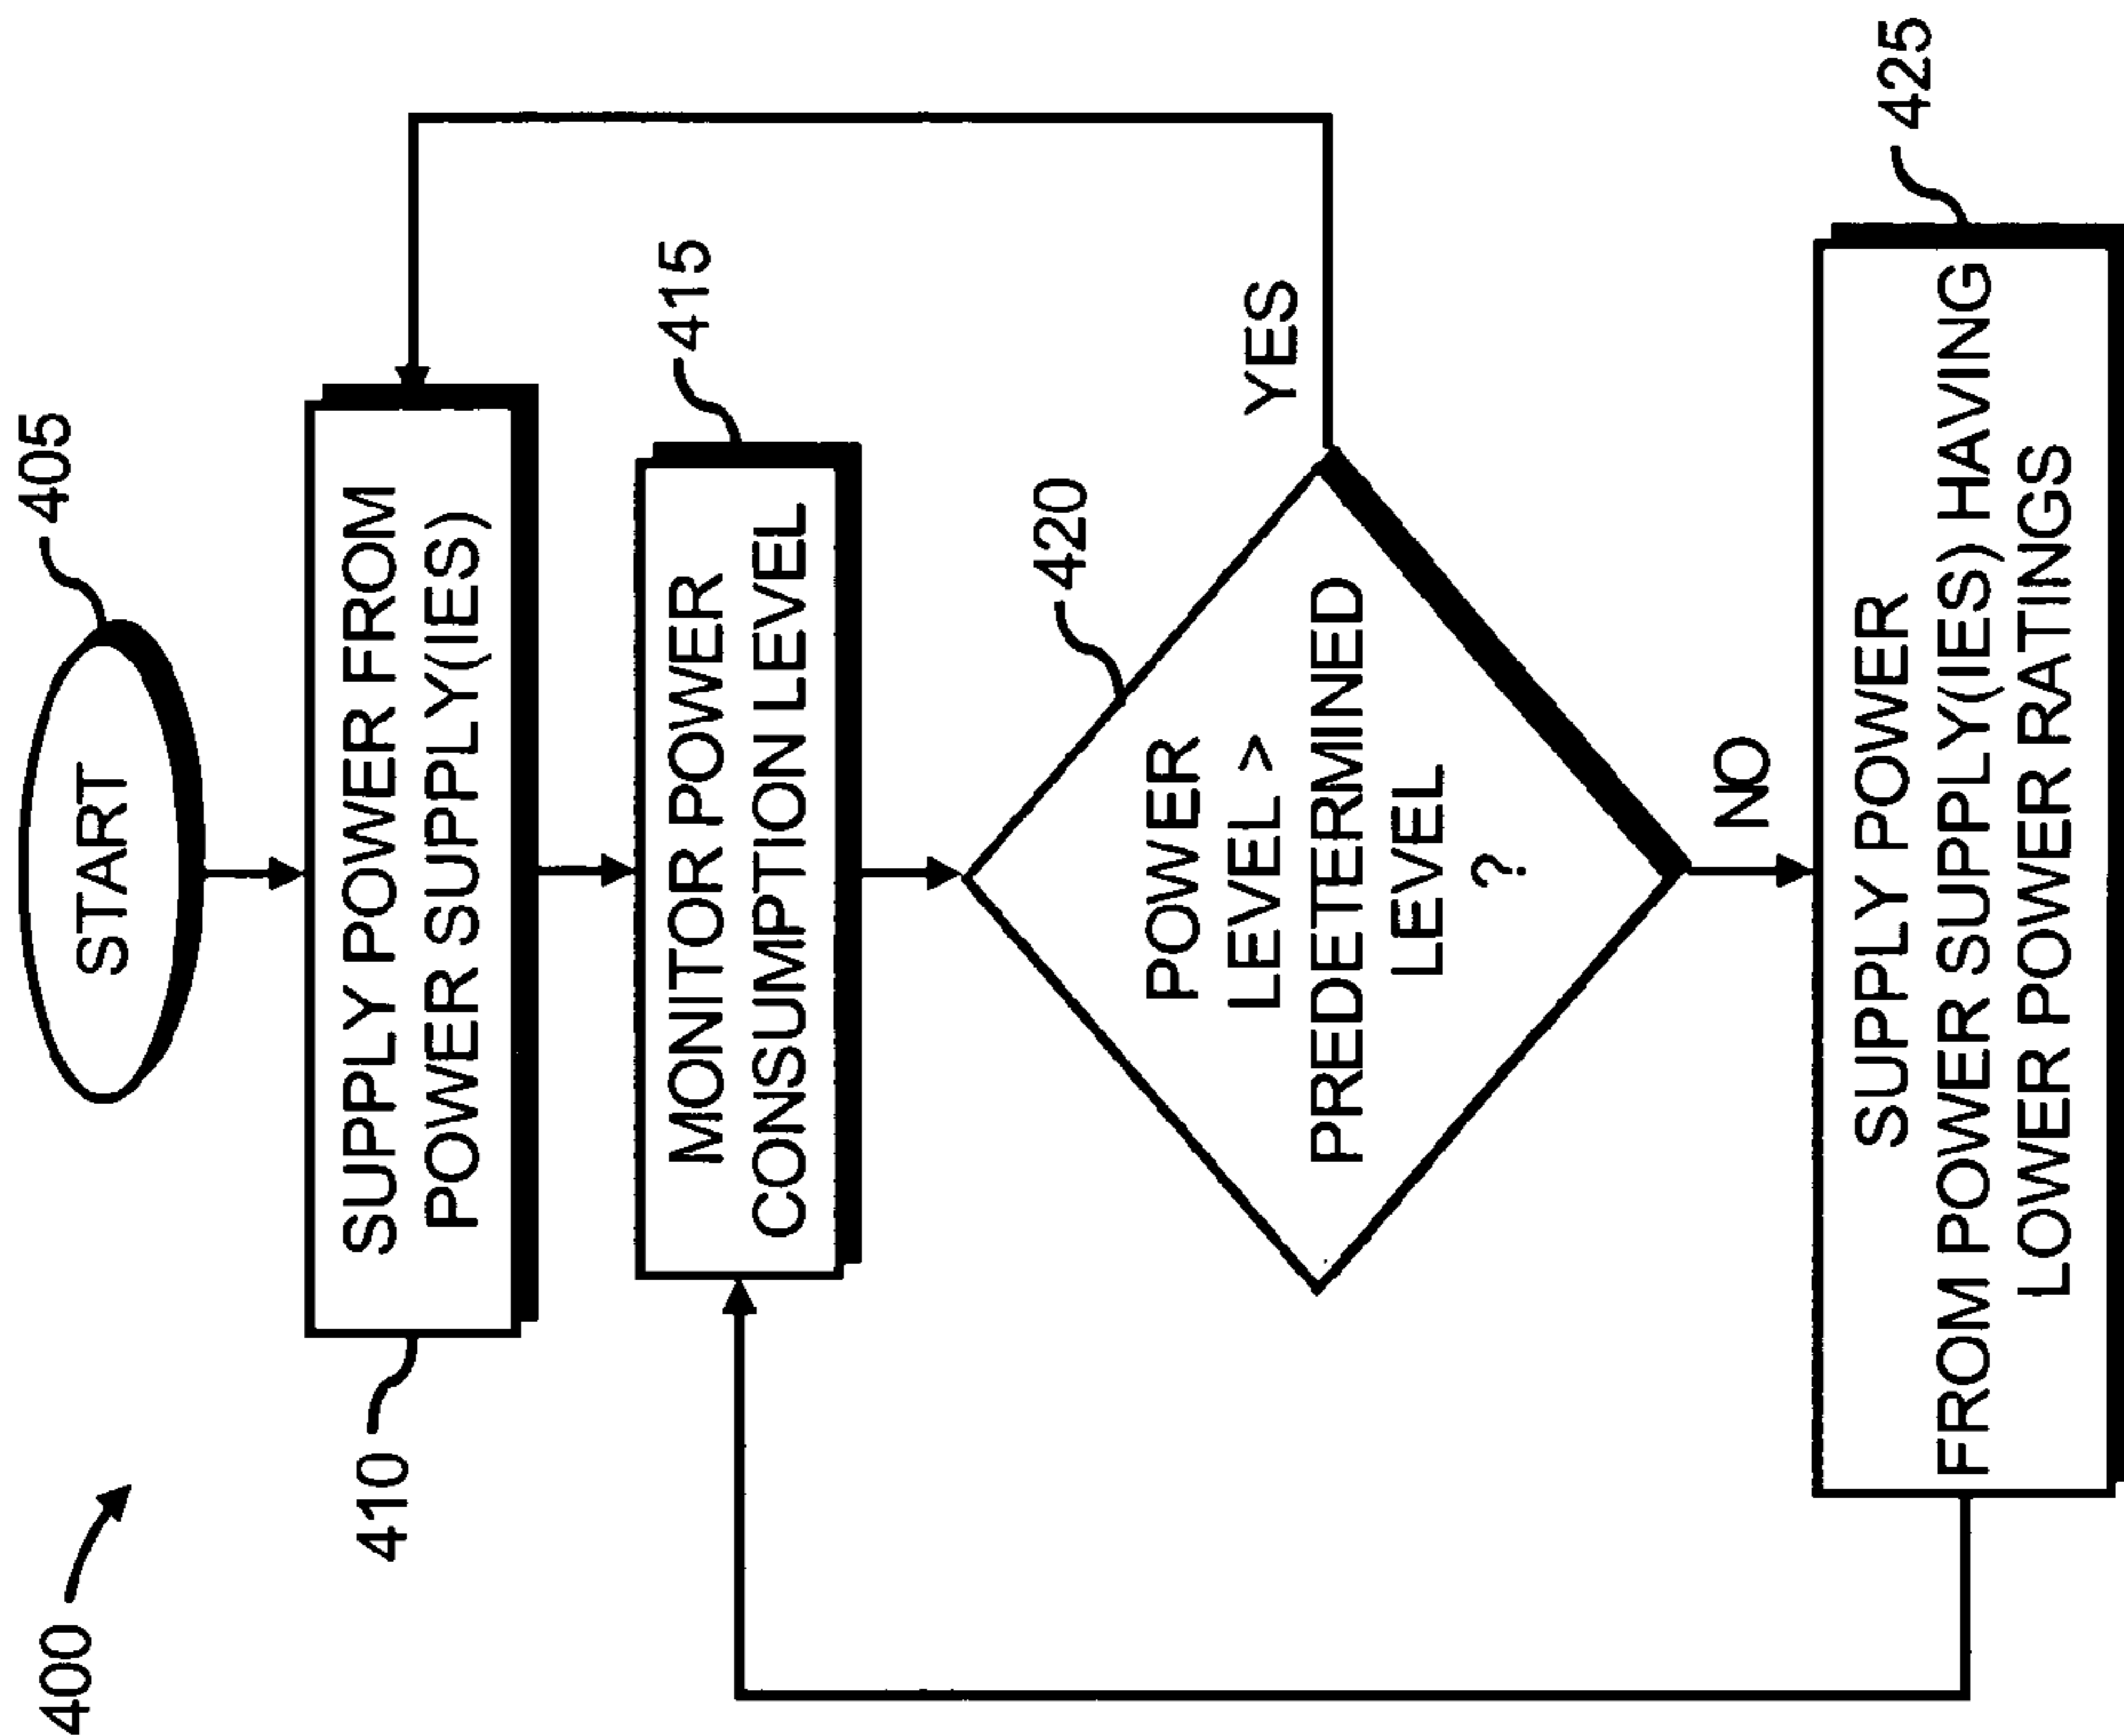 400
START
405
410
SUPPLY POWER FROM
POWER SUPPLY(IES)
MONITOR POWER
CONSUMPTION LEVEL
415
420
POWER
LEVEL >
PREDETERMINED
LEVEL
?
YES
NO
SUPPLY POWER
FROM POWER SUPPLY(IES) HAVING
LOWER POWER RATINGS
425